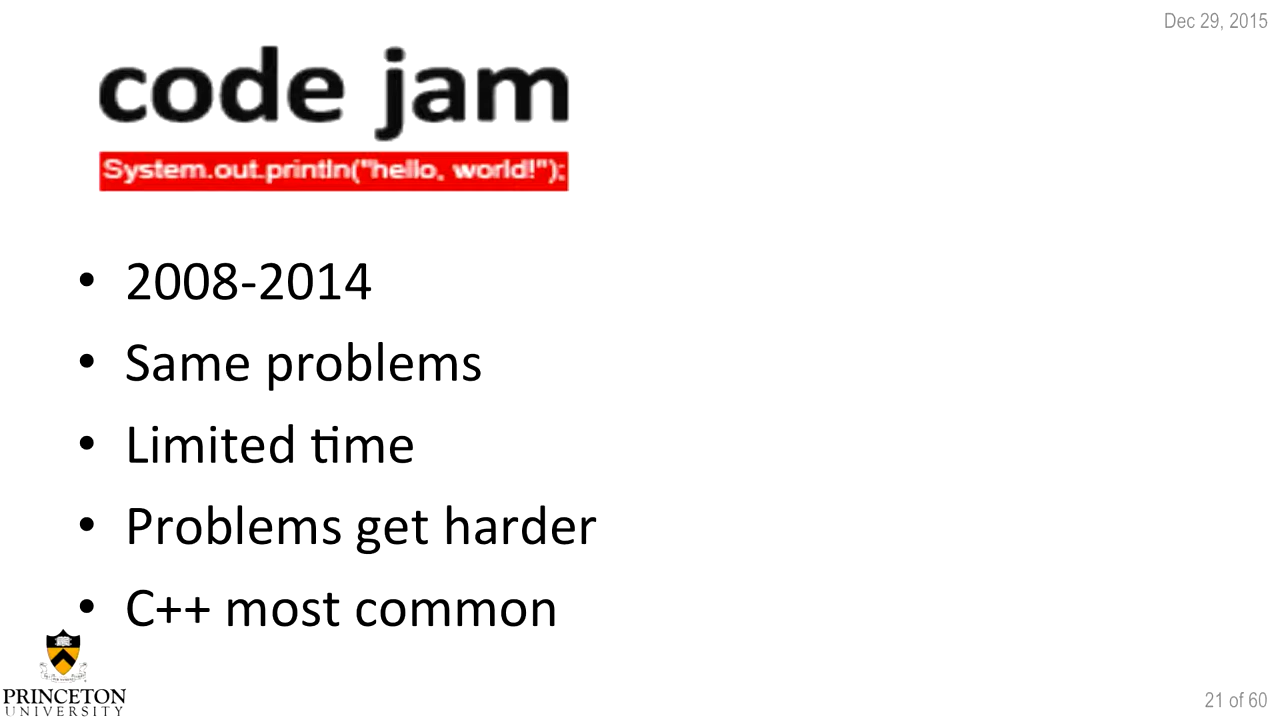 Dec 29, 2015
code jam
System.out.println("hello, world!");
• 2008-2014
• Same problems
• Limited time
• Problems get harder
• C++ most common
PRINCETON
UNIVERSITY
21 of 60